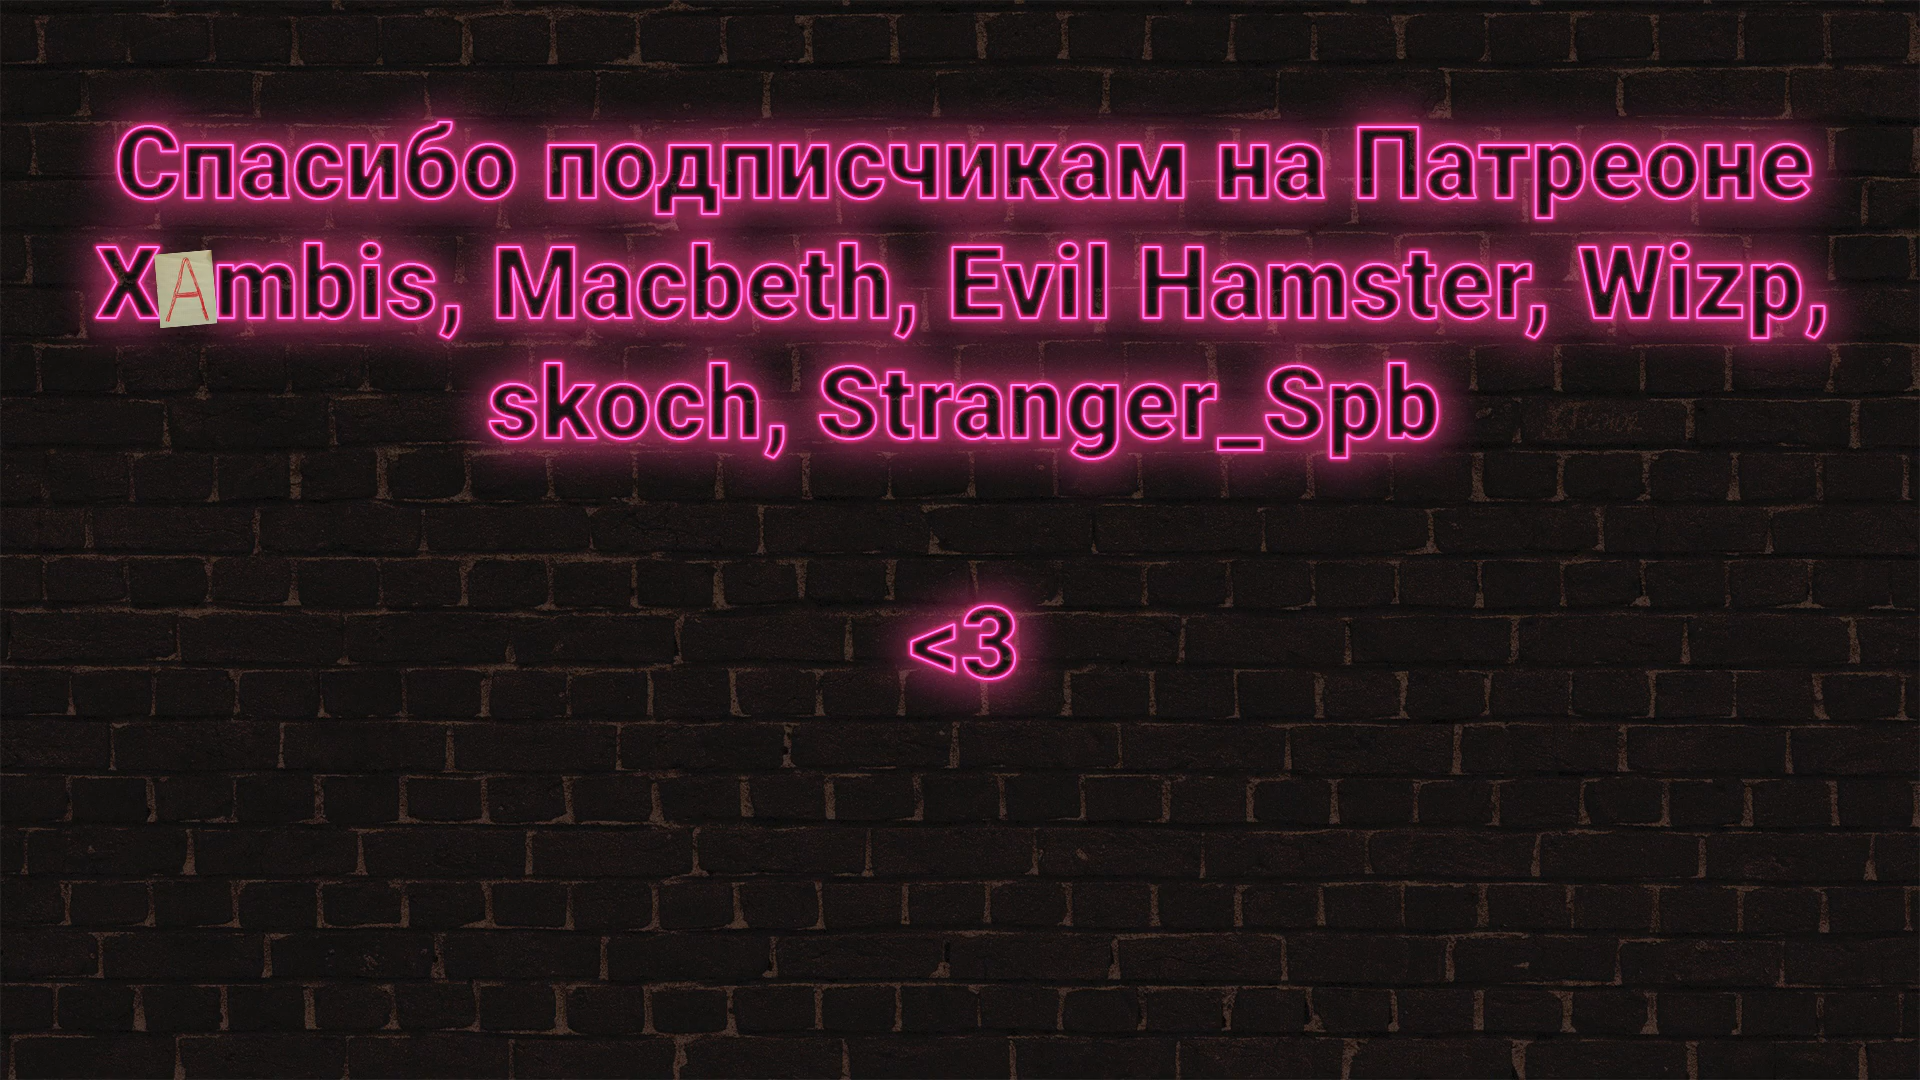 Спасибо подписчикам на Патреоне
XAmbis, Macbeth, Evil Hamster, Wizp,
skoch, Stranger_Spb
<3